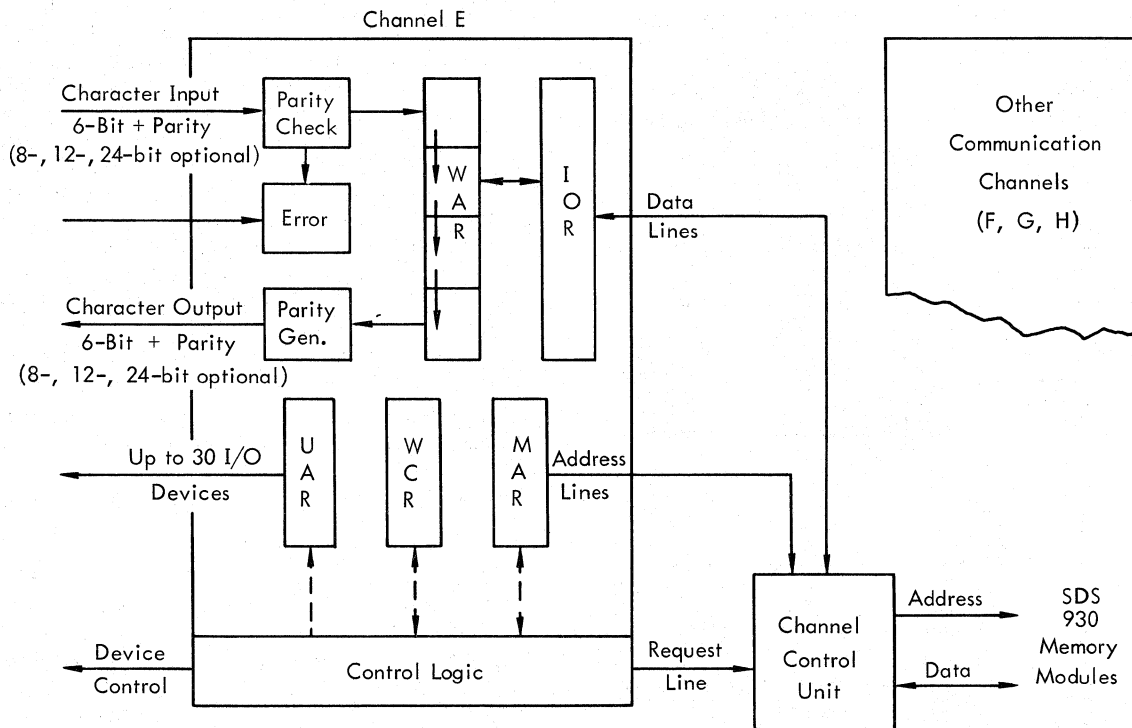 Channel E
Character Input
6-Bit + Parity
(8-, 12-, 24-bit optional)
Parity
Check
Error
W
A
R
I
O
R
Data
Lines
Other
Communication
Channels
(F, G, H)
Character Output
6-Bit + Parity
(8-, 12-, 24-bit optional)
Parity
Gen.
Up to 30 I/O
Devices
U
A
R
W
C
R
M
A
R
Address
Lines
Device
Control
Control Logic
Request
Line
Channel
Control
Unit
Address
Data
SDS
930
Memory
Modules